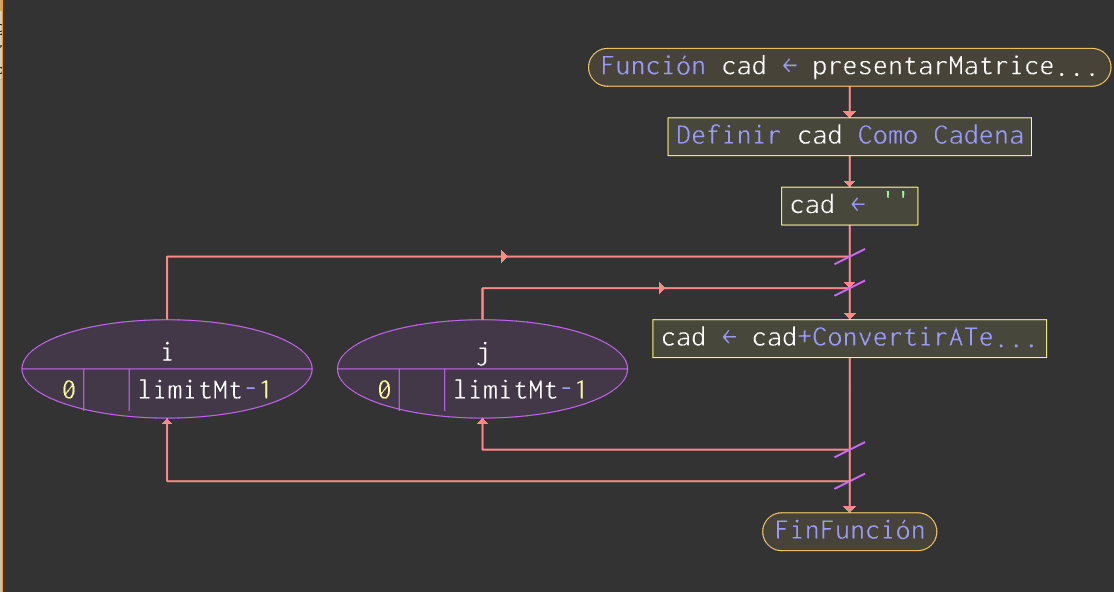 Función cad ← presentarMatrice...
Definir cad Como Cadena
cad ← ''
i
0 limitMt-1
j
0 limitMt-1
cad ← cad+ConvertirATe...
FinFunción